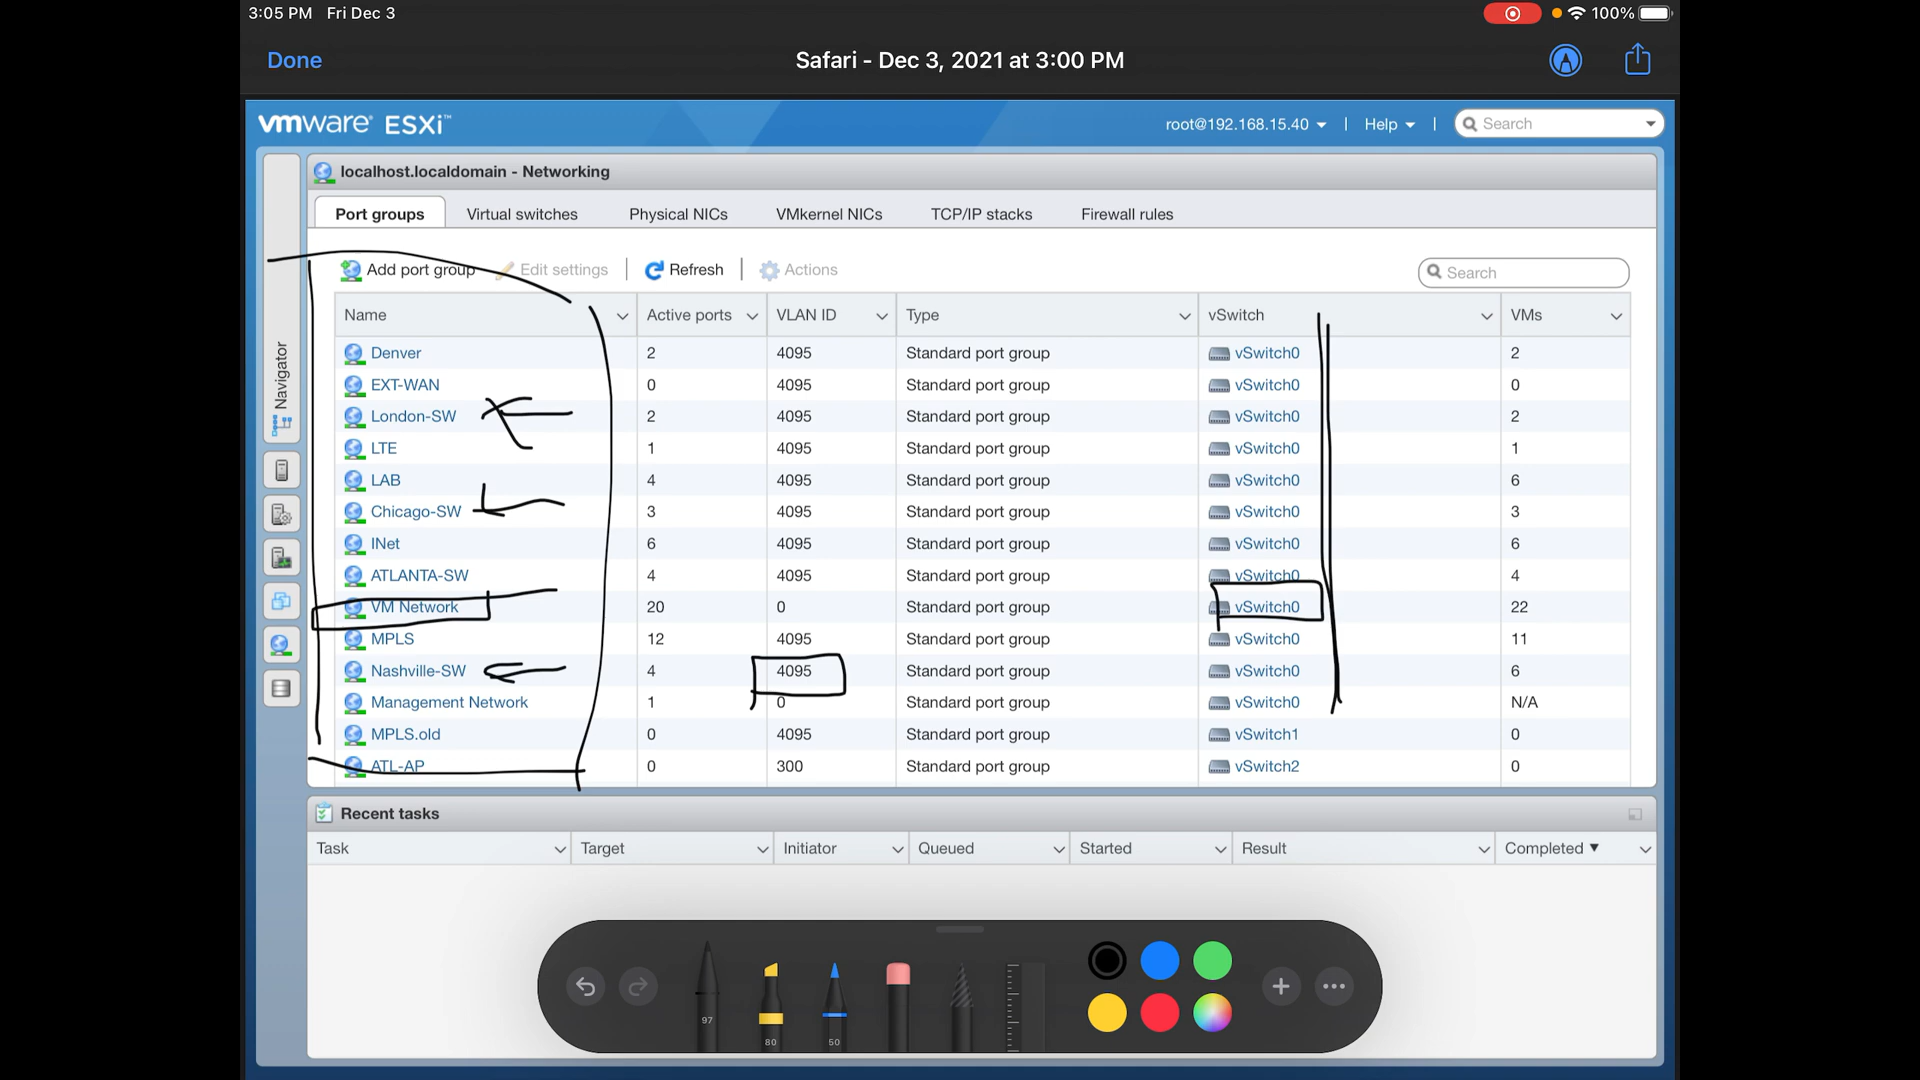 3:05 PM Fri Dec 3 100%
Done Safari - Dec 3, 2021 at 3:00 PM
vmware® ESXi™ root@192.168.15.40 | Help | Search
localhost.localdomain - Networking
Port groups Virtual switches Physical NICs VMkernel NICs TCP/IP stacks Firewall rules
Add port group Edit settings | Refresh | Actions Search
Navigator
Name Active ports VLAN ID Type vSwitch VMs
Denver 2 4095 Standard port group vSwitch0 2
EXT-WAN 0 4095 Standard port group vSwitch0 0
London-SW 2 4095 Standard port group vSwitch0 2
LTE 1 4095 Standard port group vSwitch0 1
LAB 4 4095 Standard port group vSwitch0 6
Chicago-SW 3 4095 Standard port group vSwitch0 3
INet 6 4095 Standard port group vSwitch0 6
ATLANTA-SW 4 4095 Standard port group vSwitch0 4
VM Network 20 0 Standard port group vSwitch0 22
MPLS 12 4095 Standard port group vSwitch0 11
Nashville-SW 4 4095 Standard port group vSwitch0 6
Management Network 1 0 Standard port group vSwitch0 N/A
MPLS.old 0 4095 Standard port group vSwitch1 0
ATL-AP 0 300 Standard port group vSwitch2 0
Recent tasks
Task Target Initiator Queued Started Result Completed ▼
97 80 50